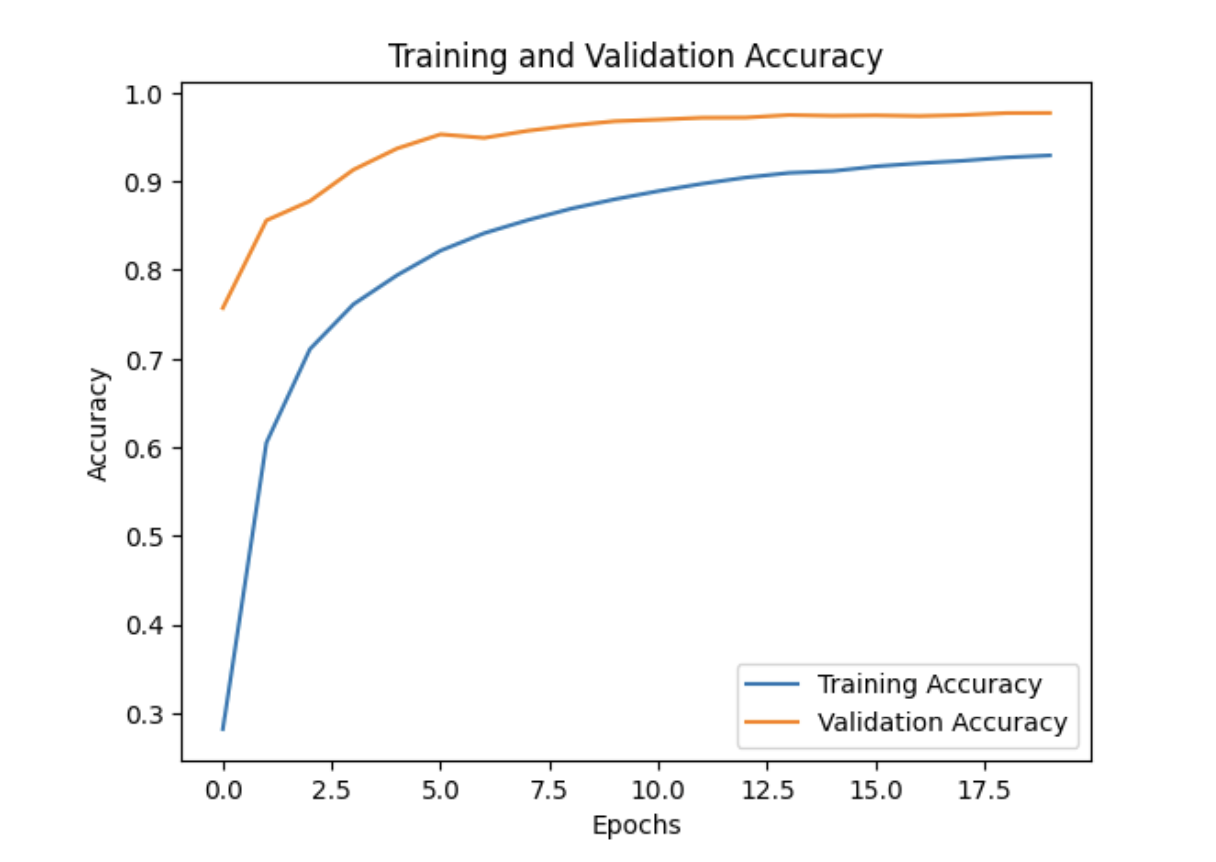 Training and Validation Accuracy
1.0
0.9
0.8
0.7
0.6
0.5
0.4
0.3
Accuracy
Training Accuracy
Validation Accuracy
0.0 2.5 5.0 7.5 10.0 12.5 15.0 17.5
Epochs